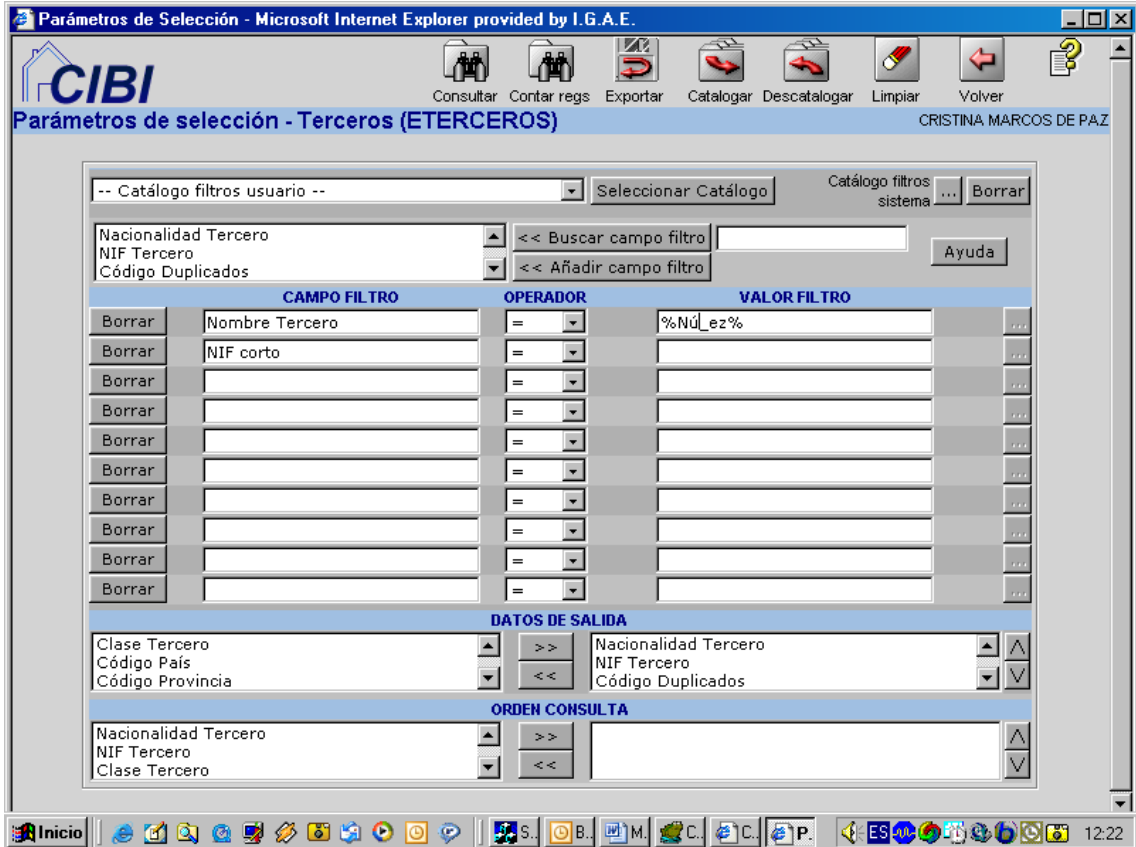 Parámetros de Selección - Microsoft Internet Explorer provided by I.G.A.E.
CIBI
Consultar Contar regs Exportar Catalogar Descatalogar Limpiar Volver
Parámetros de selección - Terceros (ETERCEROS) CRISTINA MARCOS DE PAZ
-- Catálogo filtros usuario -- Seleccionar Catálogo Catálogo filtros sistema ... Borrar
Nacionalidad Tercero << Buscar campo filtro
NIF Tercero Ayuda
Código Duplicados << Añadir campo filtro
CAMPO FILTRO OPERADOR VALOR FILTRO
Borrar Nombre Tercero = %Nú_ez% ...
Borrar NIF corto = ...
Borrar = ...
Borrar = ...
Borrar = ...
Borrar = ...
Borrar = ...
Borrar = ...
Borrar = ...
Borrar = ...
DATOS DE SALIDA
Clase Tercero >> Nacionalidad Tercero
Código País NIF Tercero
Código Provincia << Código Duplicados
ORDEN CONSULTA
Nacionalidad Tercero >>
NIF Tercero
Clase Tercero <<
Inicio S.. B.. M. C.. C.. P. ES 12:22